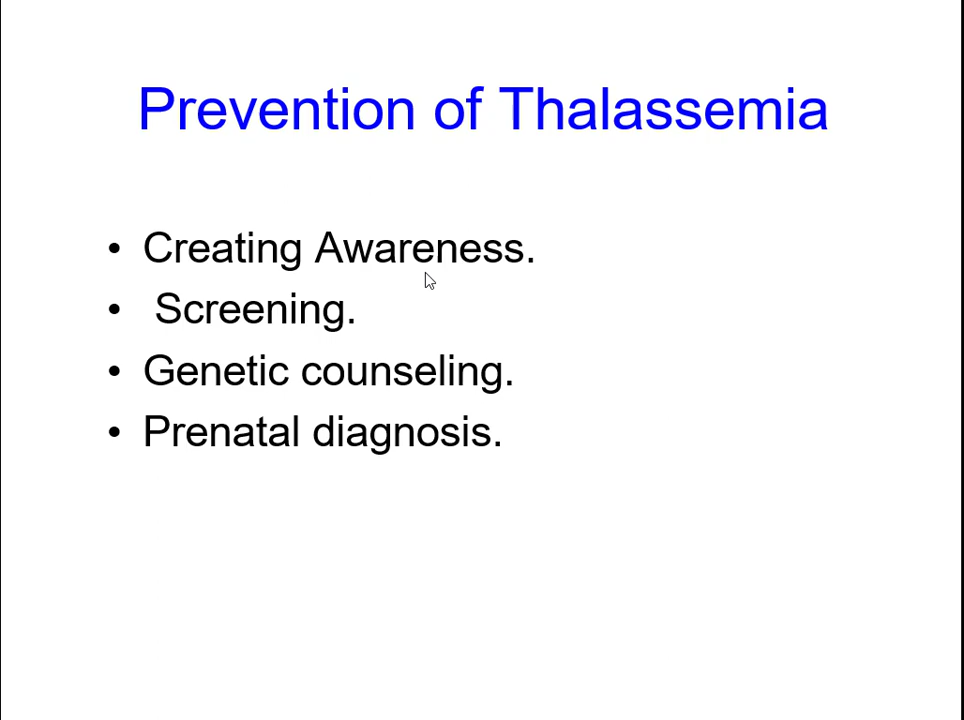 Prevention of Thalassemia
• Creating Awareness.
• Screening.
• Genetic counseling.
• Prenatal diagnosis.